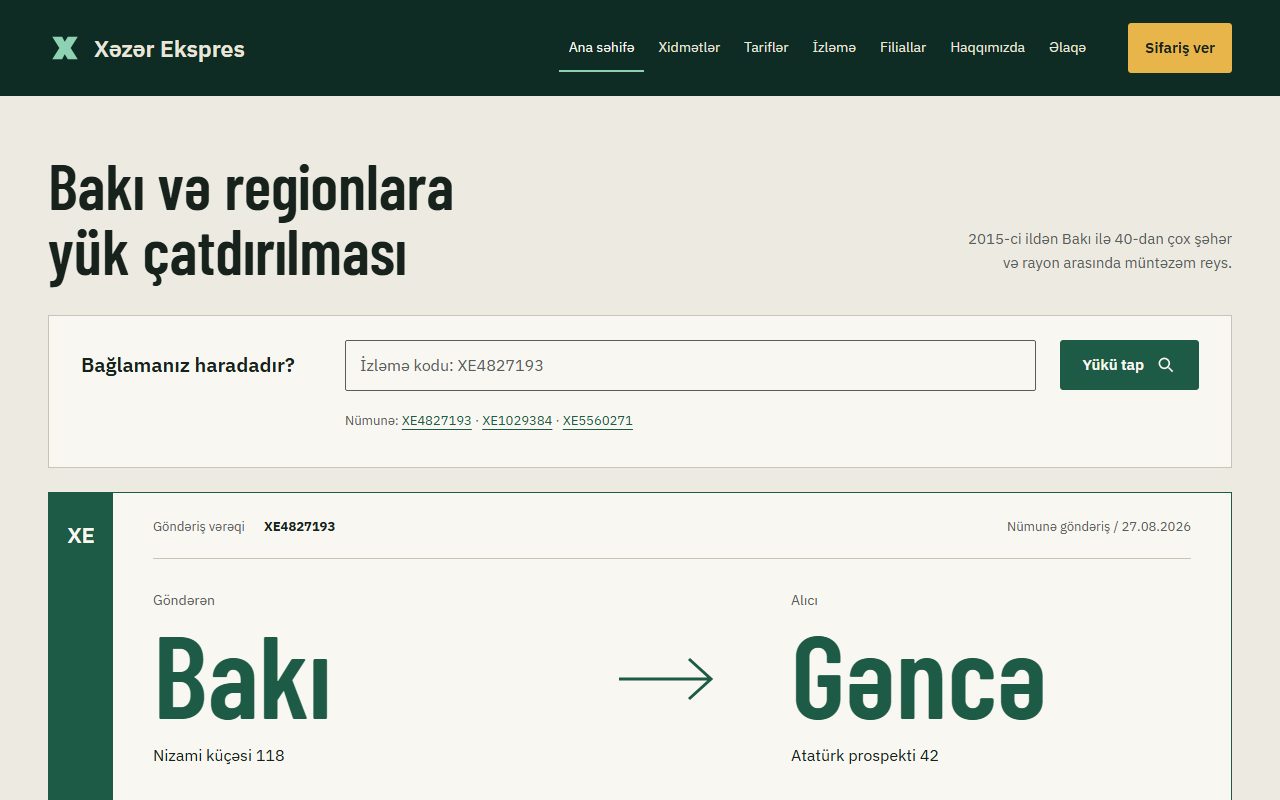 Xəzər Ekspres
Ana səhifə Xidmətlər Tariflər İzləmə Filiallar Haqqımızda Əlaqə Sifariş ver
Bakı və regionlara
yük çatdırılması
2015-ci ildən Bakı ilə 40-dan çox şəhər
və rayon arasında müntəzəm reys.
Bağlamanız haradadır?
İzləmə kodu: XE4827193
Yükü tap
Nümunə: XE4827193 · XE1029384 · XE5560271
XE
Göndəriş vərəqi XE4827193
Nümunə göndəriş / 27.08.2026
Göndərən
Alıcı
Bakı
Gəncə
Nizami küçəsi 118
Atatürk prospekti 42